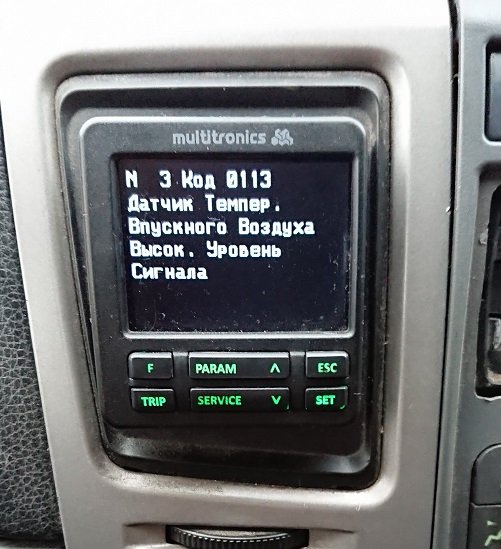 multitronics
N 3 Код 0113
Датчик Темпер.
Впускного Воздуха
Высок. Уровень
Сигнала
F PARAM ESC
TRIP SERVICE SET